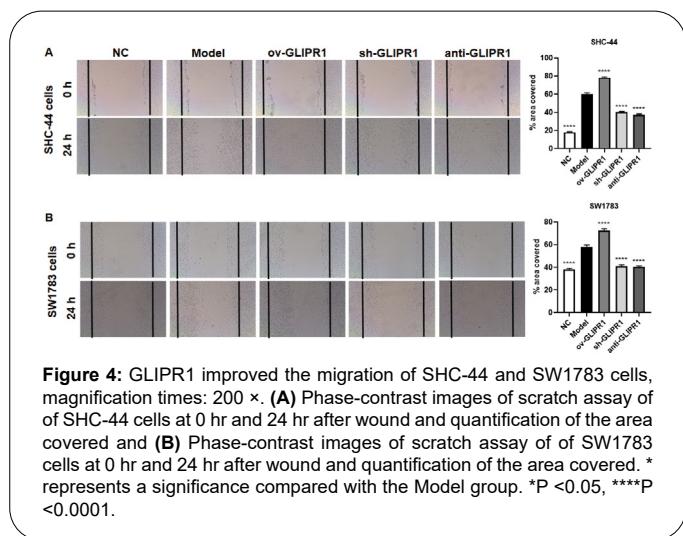 A NC Model ov-GLIPR1 sh-GLIPR1 anti-GLIPR1
SHC-44 cells
0 h
24 h
SHC-44
% area covered
100
80
60
40
20
0
****
****
****
****
NC
Model
ov-GLIPR1
sh-GLIPR1
anti-GLIPR1
B
SW1783 cells
0 h
24 h
SW1783
% area covered
80
60
40
20
0
****
****
****
****
NC
Model
ov-GLIPR1
sh-GLIPR1
anti-GLIPR1
Figure 4: GLIPR1 improved the migration of SHC-44 and SW1783 cells,
magnification times: 200 ×. (A) Phase-contrast images of scratch assay of
of SHC-44 cells at 0 hr and 24 hr after wound and quantification of the area
covered and (B) Phase-contrast images of scratch assay of of SW1783
cells at 0 hr and 24 hr after wound and quantification of the area covered. *
represents a significance compared with the Model group. *P <0.05, ****P
<0.0001.